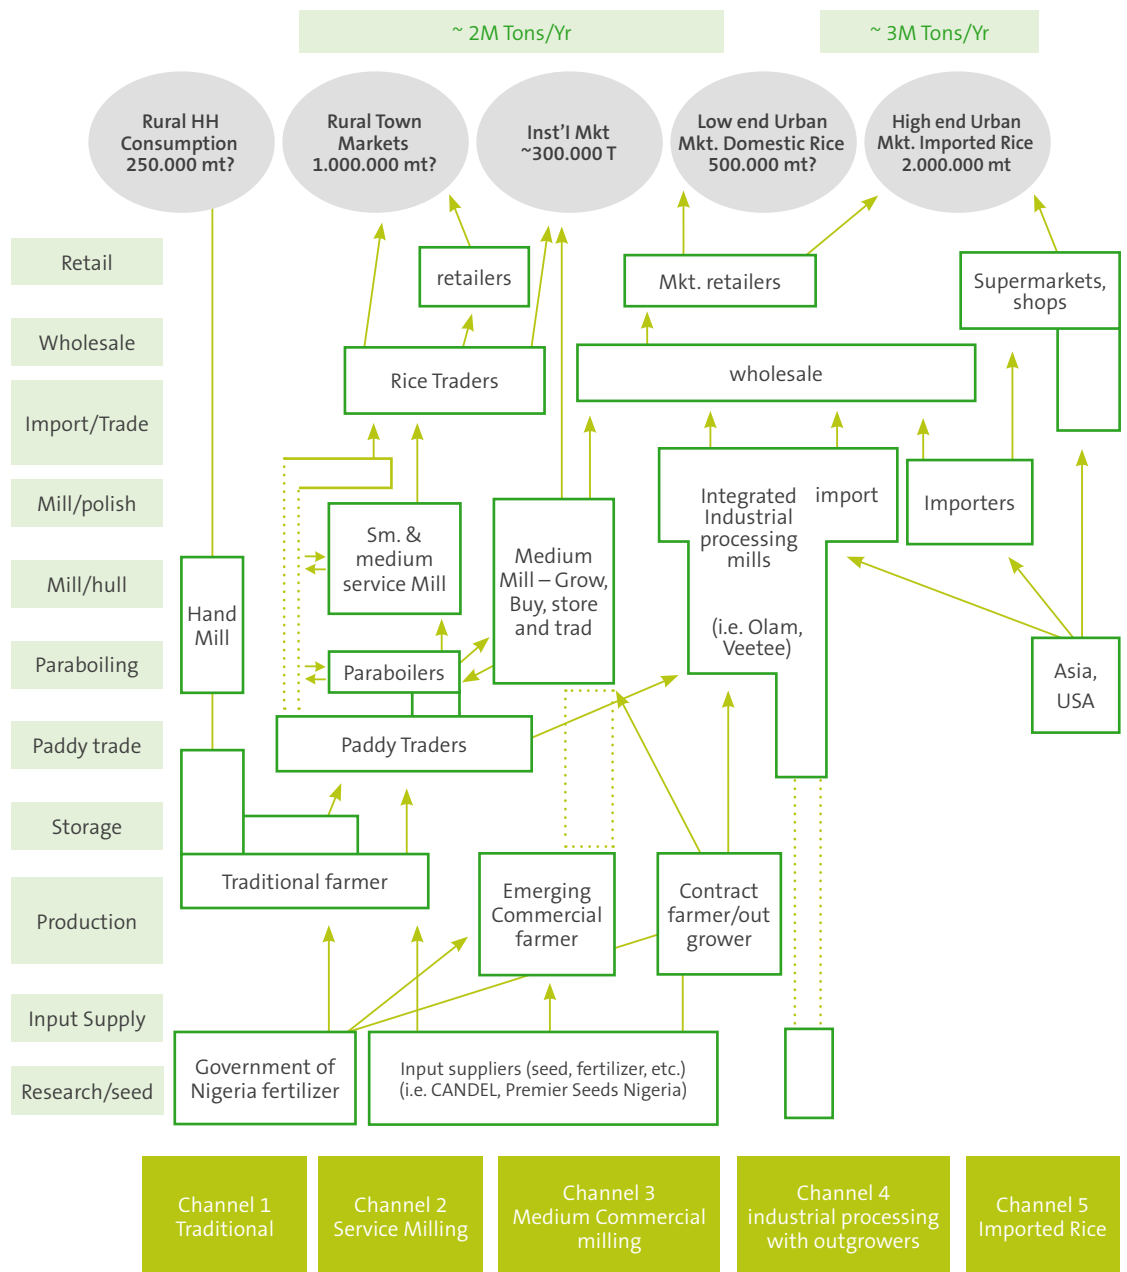 ~ 2M Tons/Yr
~ 3M Tons/Yr
Rural HH
Consumption
250.000 mt?
Rural Town
Markets
1.000.000 mt?
Inst'l Mkt
~300.000 T
Low end Urban
Mkt. Domestic Rice
500.000 mt?
High end Urban
Mkt. Imported Rice
2.000.000 mt
Retail
retailers
Mkt. retailers
Supermarkets,
shops
Wholesale
Rice Traders
wholesale
Import/Trade
Mill/polish
Sm. &
medium
service Mill
Medium
Mill – Grow,
Buy, store
and trad
Integrated
Industrial
processing
mills
import
(i.e. Olam,
Veetee)
Importers
Mill/hull
Hand
Mill
Paraboiling
Paraboilers
Asia,
USA
Paddy trade
Paddy Traders
Storage
Traditional farmer
Production
Emerging
Commercial
farmer
Contract
farmer/out
grower
Input Supply
Research/seed
Government of
Nigeria fertilizer
Input suppliers (seed, fertilizer, etc.)
(i.e. CANDEL, Premier Seeds Nigeria)
Channel 1
Traditional
Channel 2
Service Milling
Channel 3
Medium Commercial
milling
Channel 4
industrial processing
with outgrowers
Channel 5
Imported Rice